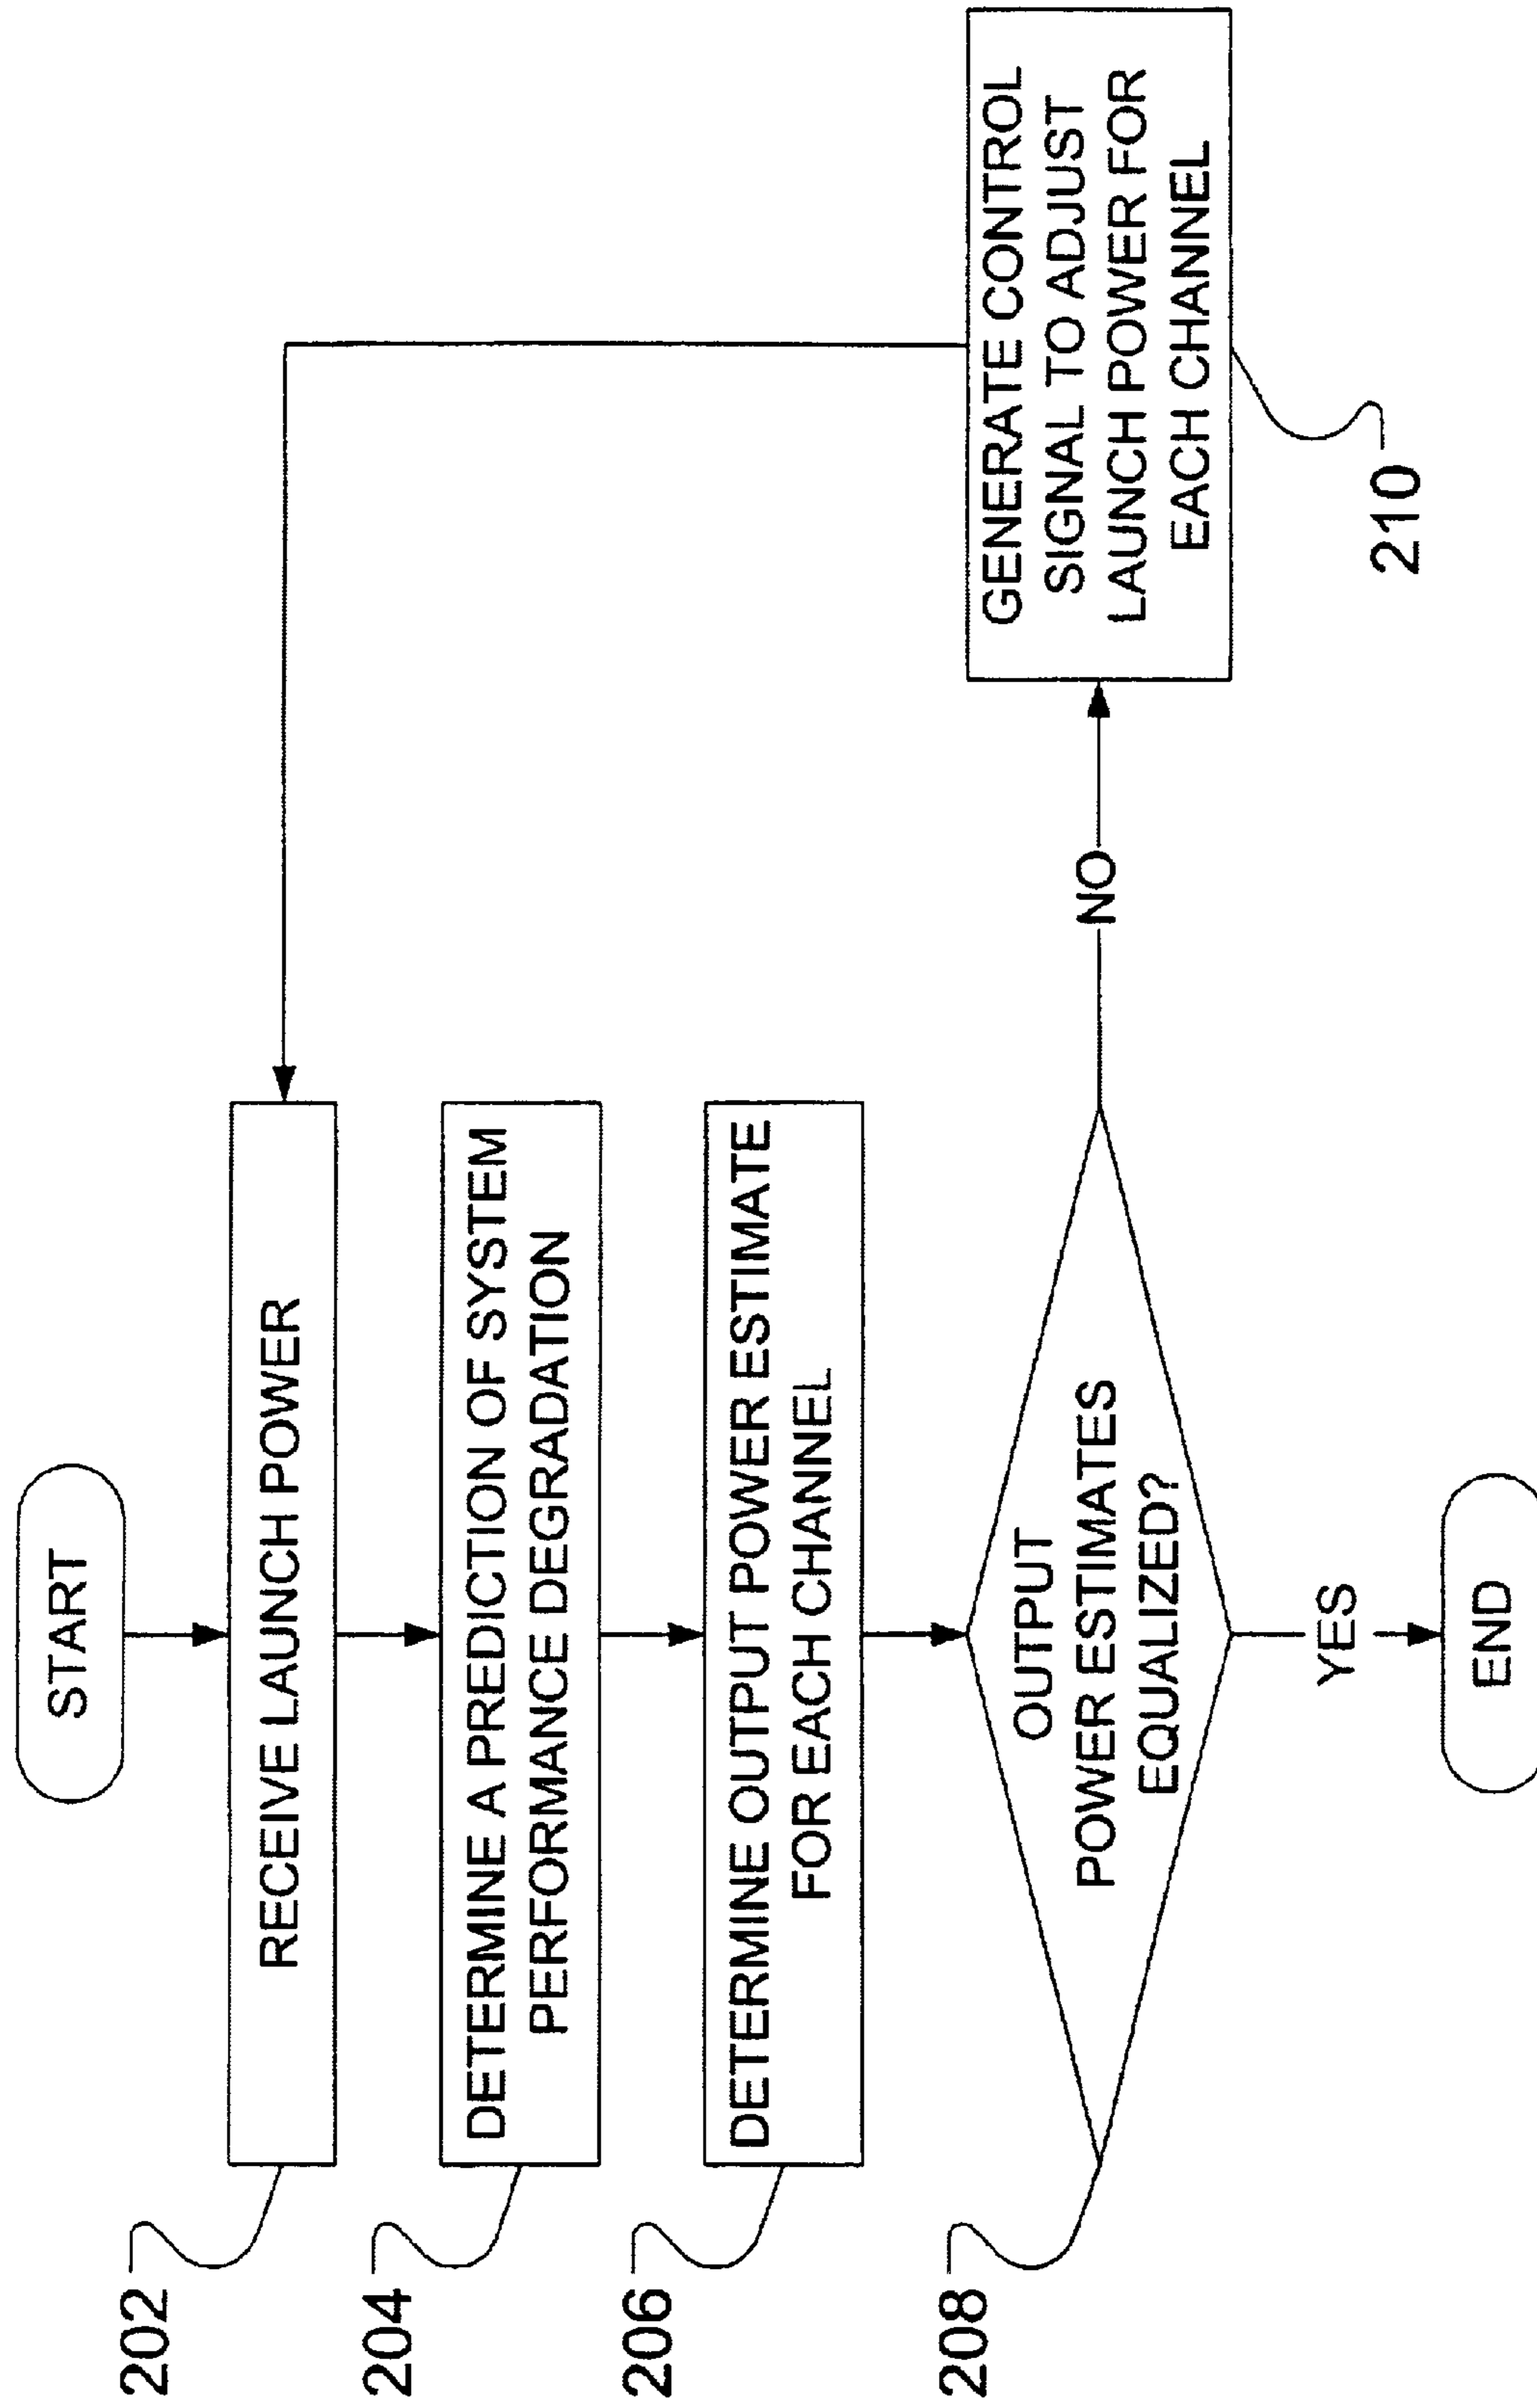 START
202
RECEIVE LAUNCH POWER
204
DETERMINE A PREDICTION OF SYSTEM
PERFORMANCE DEGRADATION
206
DETERMINE OUTPUT POWER ESTIMATE
FOR EACH CHANNEL
208
OUTPUT
POWER ESTIMATES
EQUALIZED?
NO
GENERATE CONTROL
SIGNAL TO ADJUST
LAUNCH POWER FOR
EACH CHANNEL
210
YES
END